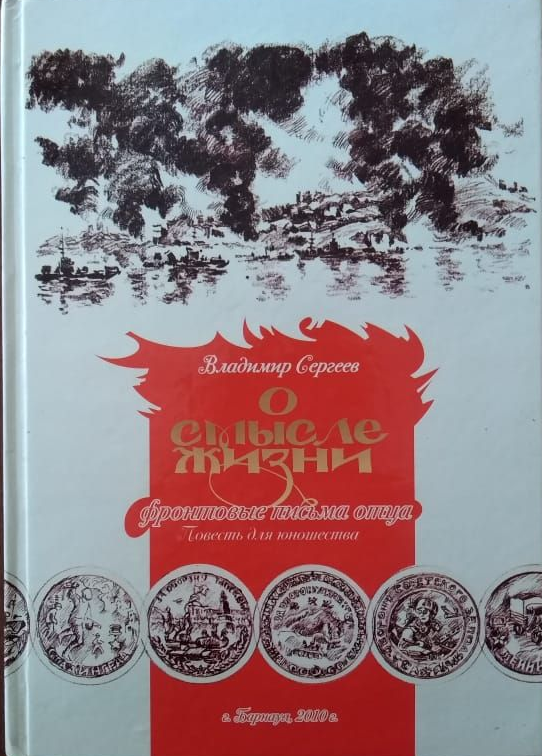 Владимир Сергеев
О
СМЫСЛЕ
ЖИЗНИ
фронтовые письма отца
Повесть для юношества
г. Барнаул, 2010 г.